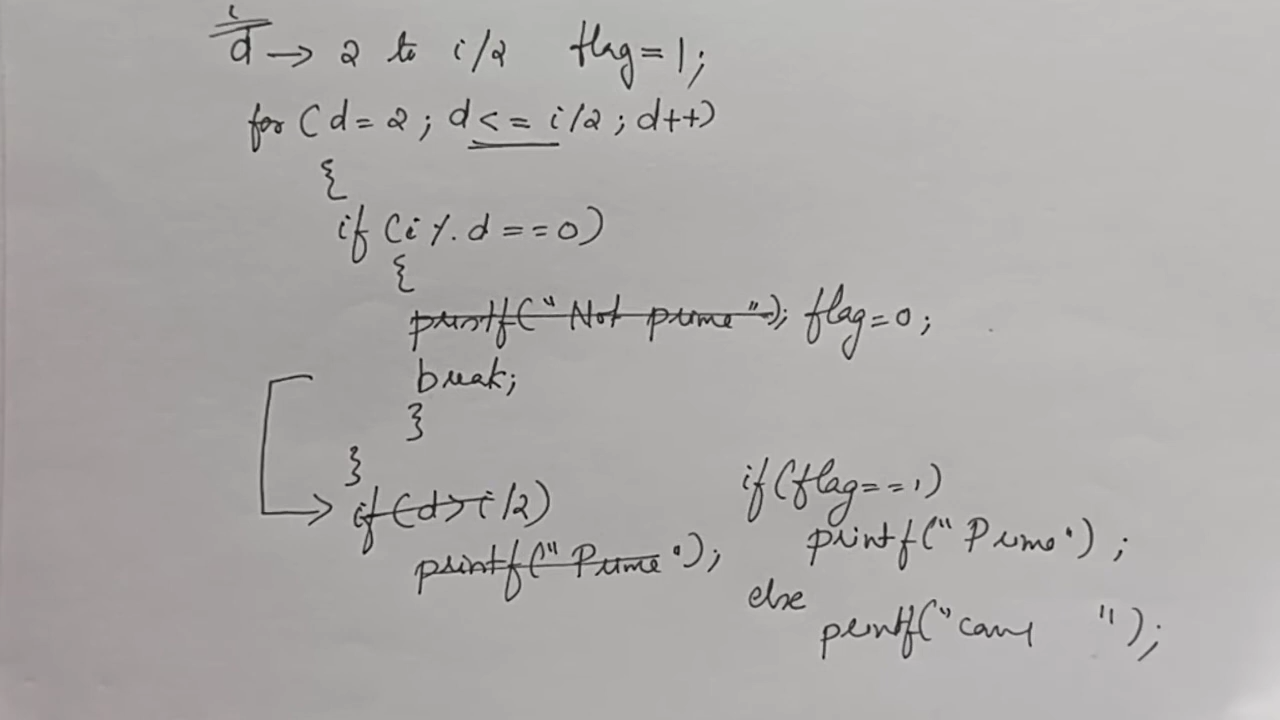 i
d → 2 to i/2 flag=1;
for (d=2; d<=i/2; d++)
{
if (i % d ==0)
{
printf("Not prime"); flag=0;
break;
}
}
if (d>i/2) if (flag==1)
printf("Prime"); printf("Prime");
else
printf(" ");